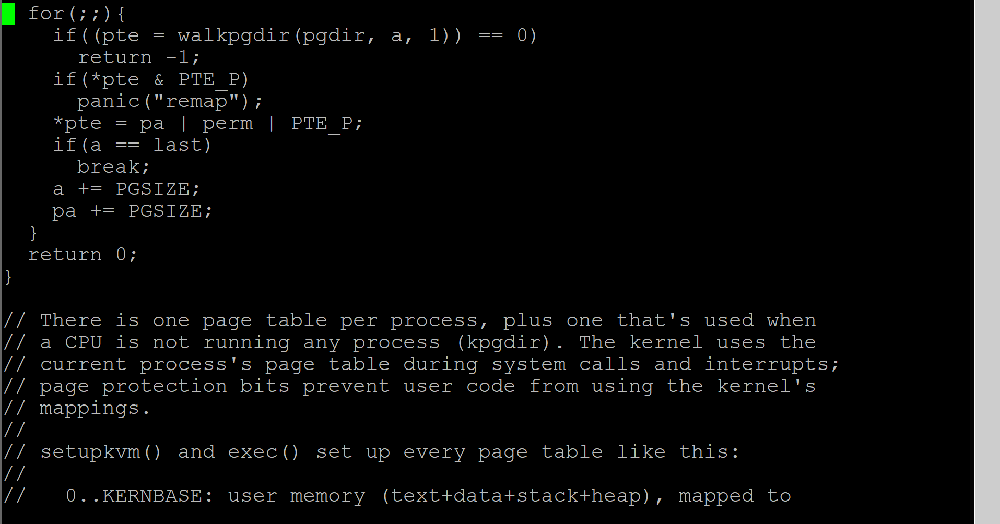 for(;;){
    if((pte = walkpgdir(pgdir, a, 1)) == 0)
      return -1;
    if(*pte & PTE_P)
      panic("remap");
    *pte = pa | perm | PTE_P;
    if(a == last)
      break;
    a += PGSIZE;
    pa += PGSIZE;
  }
  return 0;
}

// There is one page table per process, plus one that's used when
// a CPU is not running any process (kpgdir). The kernel uses the
// current process's page table during system calls and interrupts;
// page protection bits prevent user code from using the kernel's
// mappings.
//
// setupkvm() and exec() set up every page table like this:
//
//   0..KERNBASE: user memory (text+data+stack+heap), mapped to